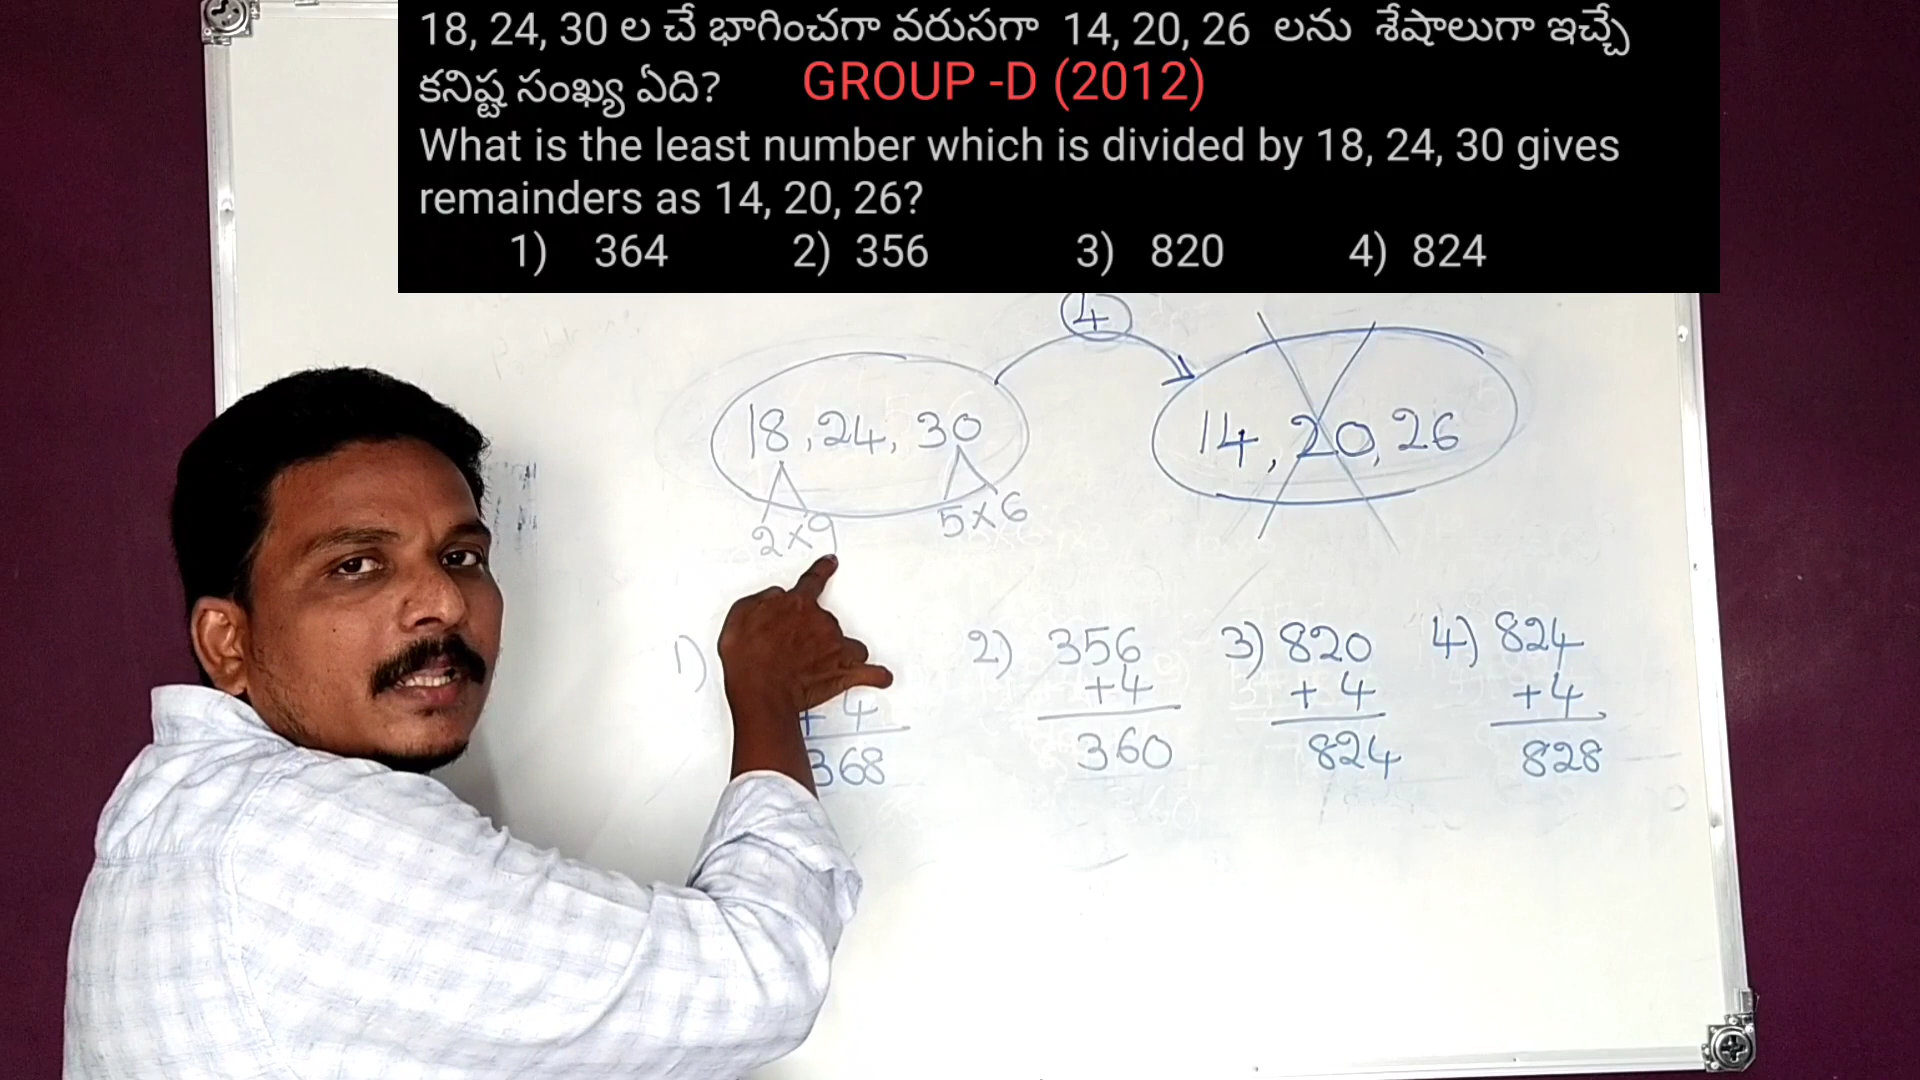 18, 24, 30 ల చే భాగించగా వరుసగా 14, 20, 26 లను శేషాలుగా ఇచ్చే
కనిష్ట సంఖ్య ఏది? GROUP -D (2012)
What is the least number which is divided by 18, 24, 30 gives
remainders as 14, 20, 26?
1) 364 2) 356 3) 820 4) 824
4
18, 24, 30 14, 20, 26
2×9 5×6
1) 2) 356 3) 820 4) 824
+ 4 +4 + 4 +4
368 360 824 828